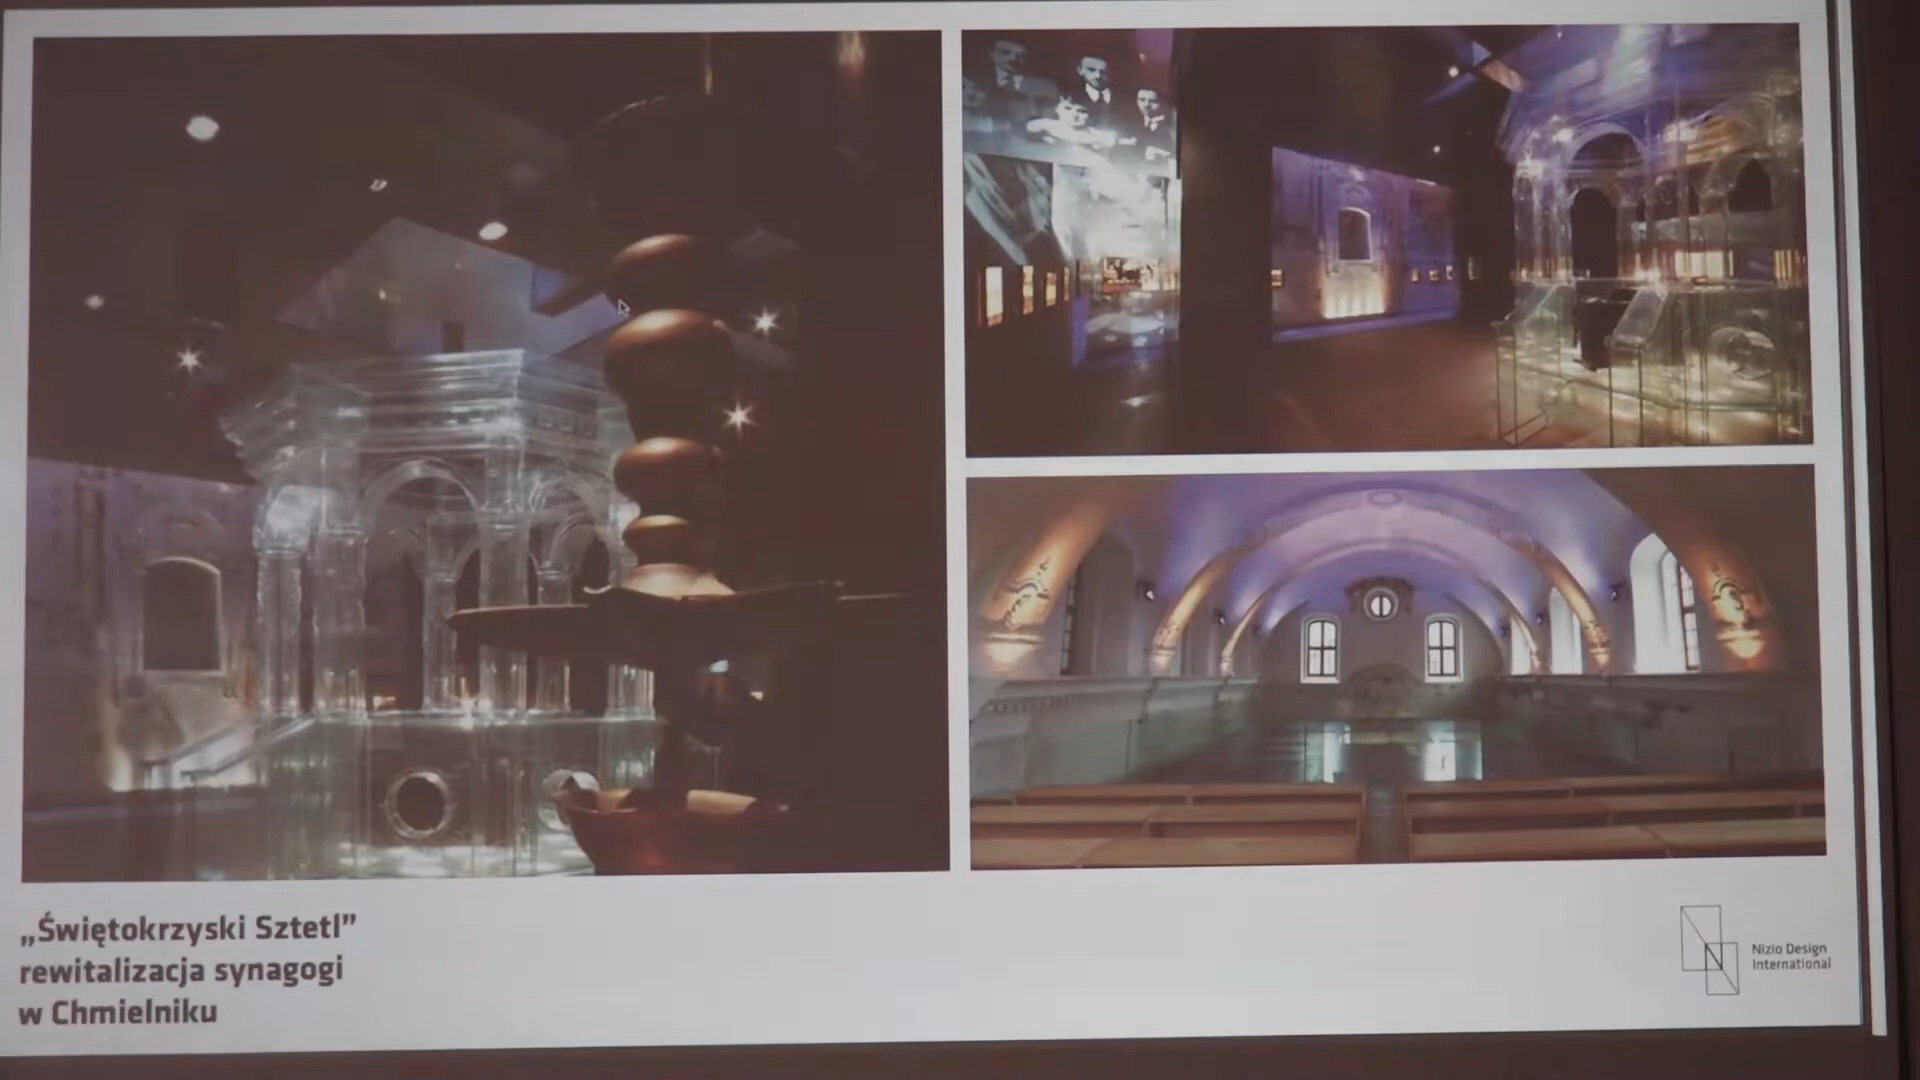 „Świętokrzyski Sztetl”
rewitalizacja synagogi
w Chmielniku
N
Nizio Design
International